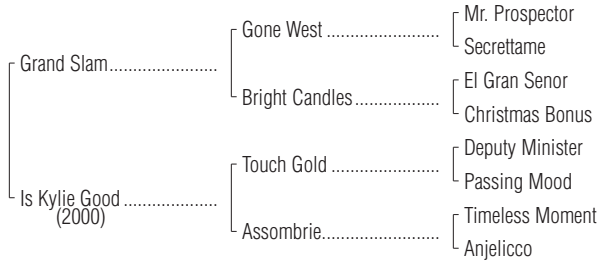 Mr. Prospector
Gone West ......................
Secrettame
Grand Slam.....................
El Gran Senor
Bright Candles................
Christmas Bonus
Deputy Minister
Touch Gold .....................
Passing Mood
Is Kylie Good ..................
(2000)
Timeless Moment
Assombrie......................
Anjelicco